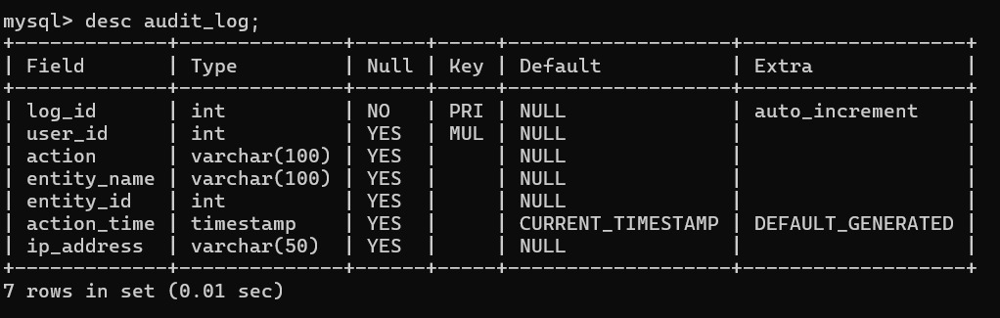 mysql> desc audit_log;
+-------------+--------------+------+-----+-------------------+-------------------+
| Field       | Type         | Null | Key | Default           | Extra             |
+-------------+--------------+------+-----+-------------------+-------------------+
| log_id      | int          | NO   | PRI | NULL              | auto_increment    |
| user_id     | int          | YES  | MUL | NULL              |                   |
| action      | varchar(100) | YES  |     | NULL              |                   |
| entity_name | varchar(100) | YES  |     | NULL              |                   |
| entity_id   | int          | YES  |     | NULL              |                   |
| action_time | timestamp    | YES  |     | CURRENT_TIMESTAMP | DEFAULT_GENERATED |
| ip_address  | varchar(50)  | YES  |     | NULL              |                   |
+-------------+--------------+------+-----+-------------------+-------------------+
7 rows in set (0.01 sec)